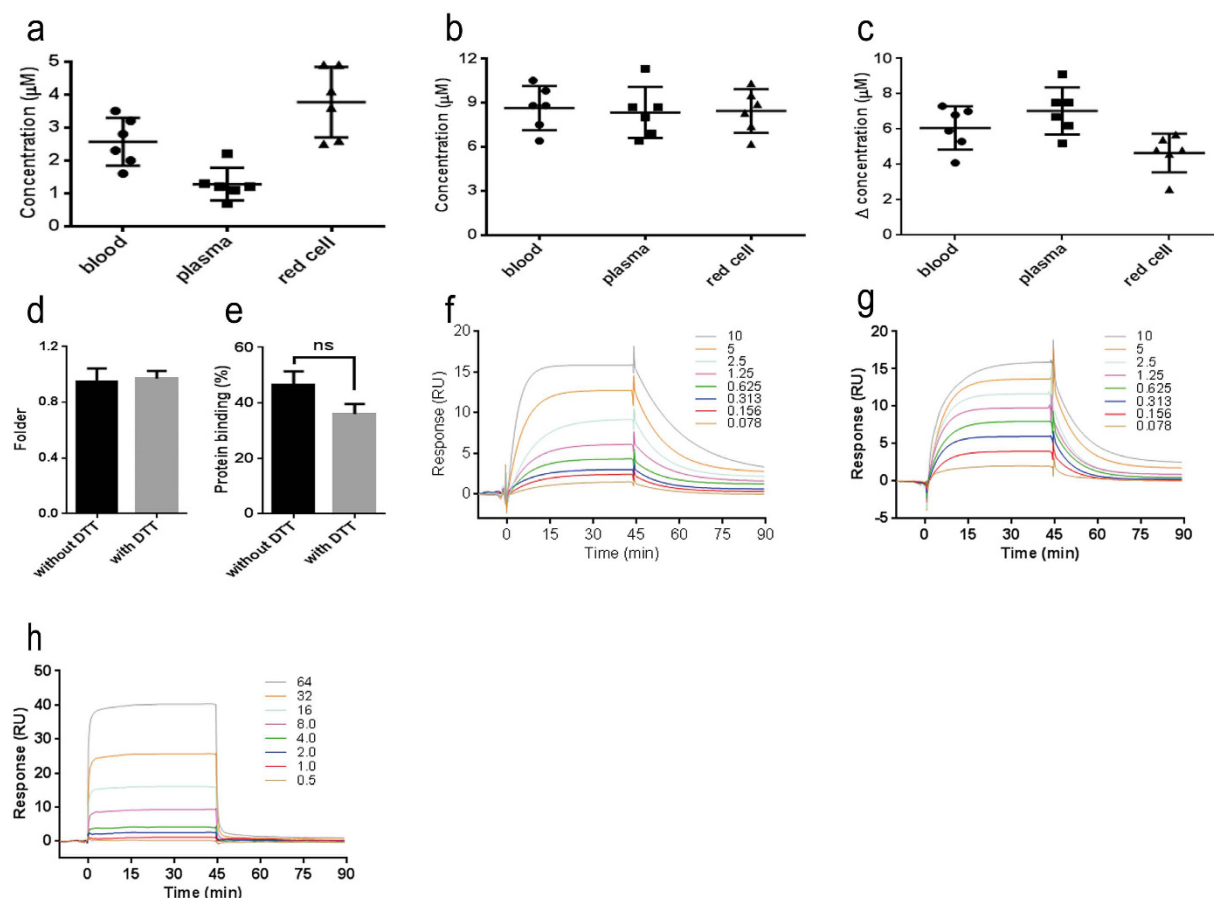 a
Concentration (µM)
5
4
3
2
1
0
blood
plasma
red cell
b
Concentration (µM)
12
9
6
3
0
blood
plasma
red cell
c
Δ concentration (µM)
10
8
6
4
2
0
blood
plasma
red cell
d
Folder
1.2
0.8
0.4
0.0
without DTT
with DTT
e
Protein binding (%)
60
40
20
0
ns
without DTT
with DTT
f
Response (RU)
20
15
10
5
0
10
5
2.5
1.25
0.625
0.313
0.156
0.078
0 15 30 45 60 75 90
Time (min)
g
Response (RU)
20
15
10
5
0
-5
10
5
2.5
1.25
0.625
0.313
0.156
0.078
0 15 30 45 60 75 90
Time (min)
h
Response (RU)
50
40
30
20
10
0
64
32
16
8.0
4.0
2.0
1.0
0.5
0 15 30 45 60 75 90
Time (min)